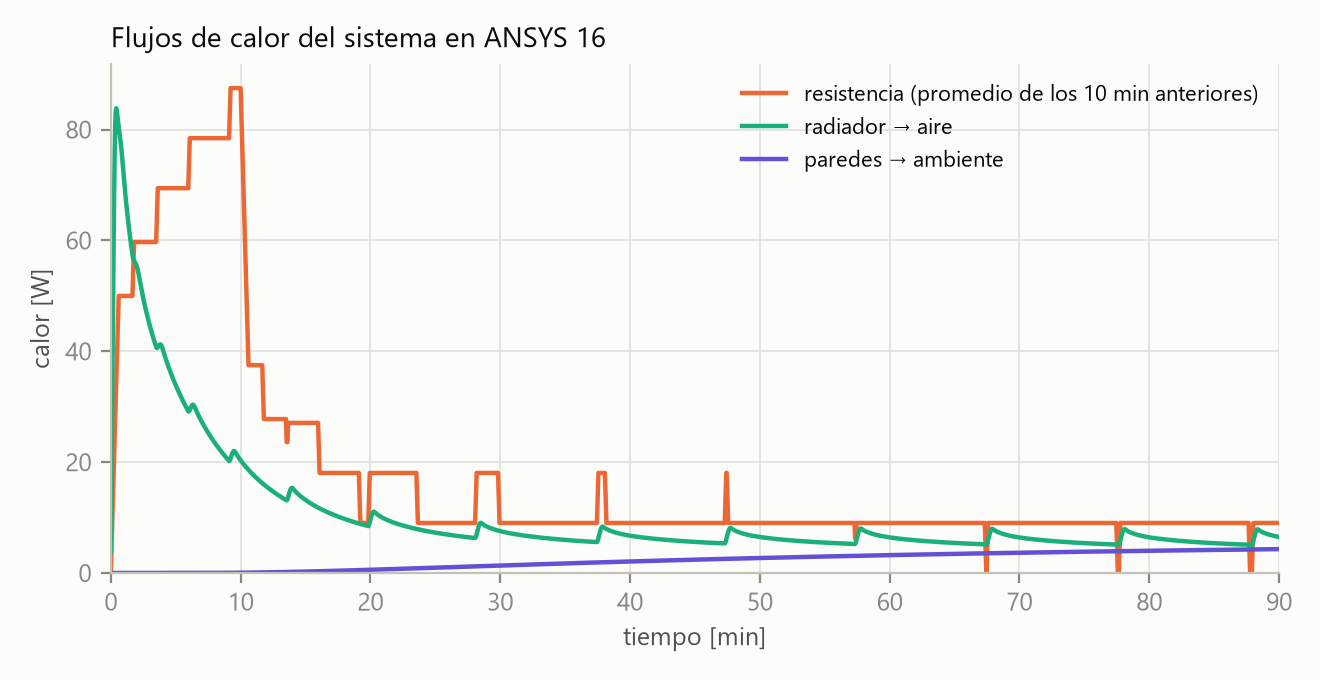 Flujos de calor del sistema en ANSYS 16
resistencia (promedio de los 10 min anteriores)
radiador → aire
paredes → ambiente
calor [W]
80
60
40
20
0
0 10 20 30 40 50 60 70 80 90
tiempo [min]